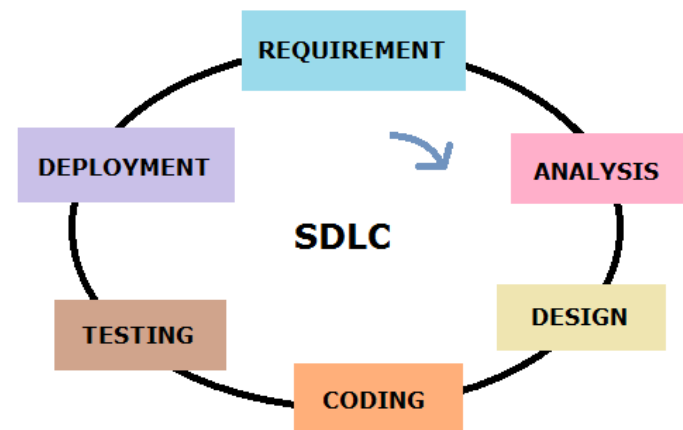 REQUIREMENT
ANALYSIS
DEPLOYMENT
SDLC
DESIGN
TESTING
CODING